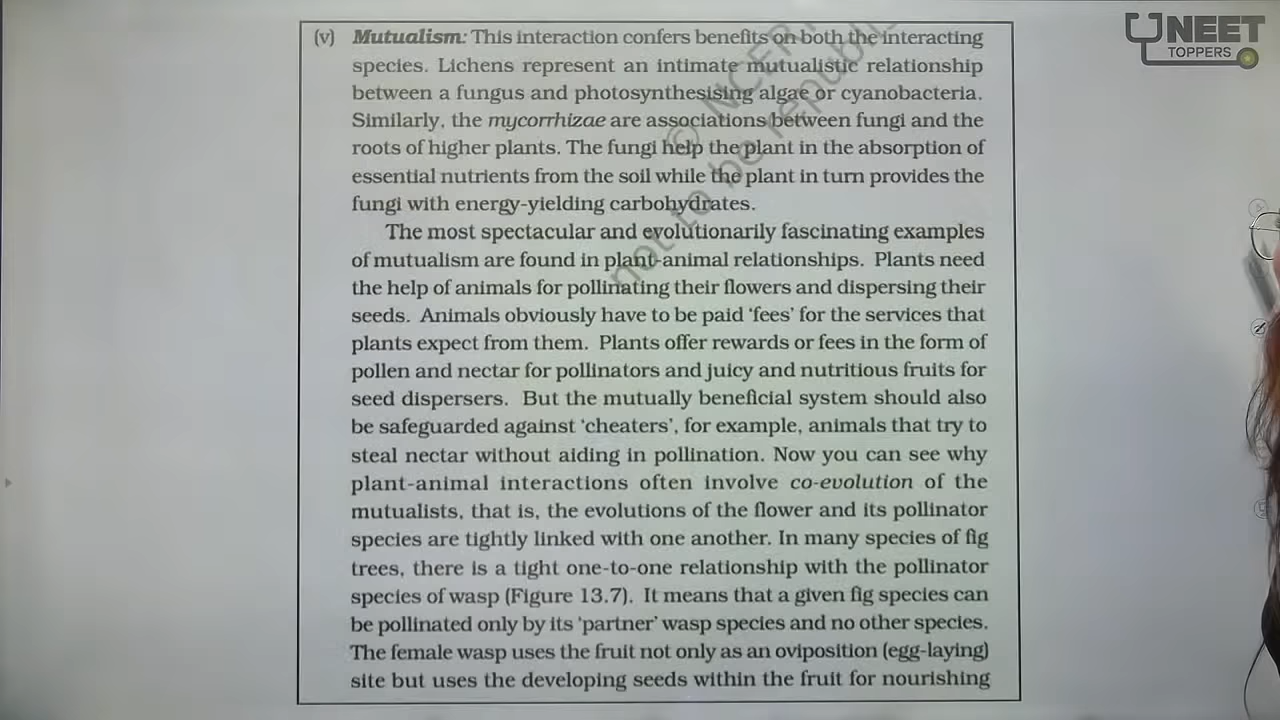 NEET
TOPPERS
(v) Mutualism: This interaction confers benefits on both the interacting
species. Lichens represent an intimate mutualistic relationship
between a fungus and photosynthesising algae or cyanobacteria.
Similarly, the mycorrhizae are associations between fungi and the
roots of higher plants. The fungi help the plant in the absorption of
essential nutrients from the soil while the plant in turn provides the
fungi with energy-yielding carbohydrates.
The most spectacular and evolutionarily fascinating examples
of mutualism are found in plant-animal relationships. Plants need
the help of animals for pollinating their flowers and dispersing their
seeds. Animals obviously have to be paid ‘fees’ for the services that
plants expect from them. Plants offer rewards or fees in the form of
pollen and nectar for pollinators and juicy and nutritious fruits for
seed dispersers. But the mutually beneficial system should also
be safeguarded against ‘cheaters’, for example, animals that try to
steal nectar without aiding in pollination. Now you can see why
plant-animal interactions often involve co-evolution of the
mutualists, that is, the evolutions of the flower and its pollinator
species are tightly linked with one another. In many species of fig
trees, there is a tight one-to-one relationship with the pollinator
species of wasp (Figure 13.7). It means that a given fig species can
be pollinated only by its ‘partner’ wasp species and no other species.
The female wasp uses the fruit not only as an oviposition (egg-laying)
site but uses the developing seeds within the fruit for nourishing
© NCER
not to be republi